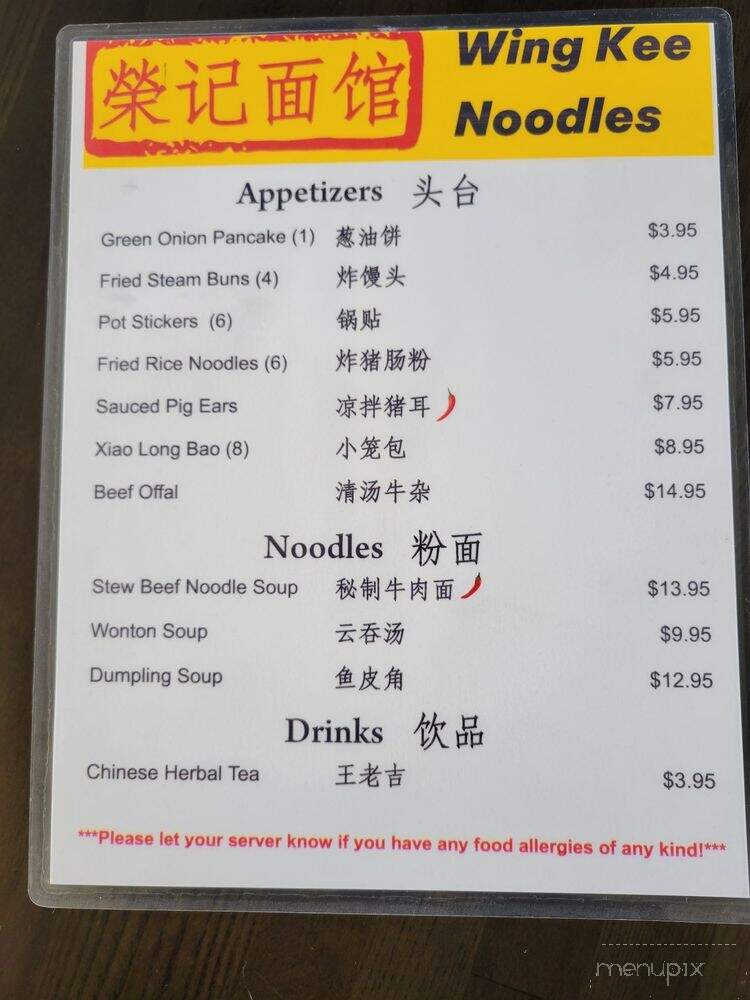 榮记面馆 Wing Kee
Noodles
Appetizers 头台
Green Onion Pancake (1) 葱油饼 $3.95
Fried Steam Buns (4) 炸馒头 $4.95
Pot Stickers (6) 锅贴 $5.95
Fried Rice Noodles (6) 炸猪肠粉 $5.95
Sauced Pig Ears 凉拌猪耳 $7.95
Xiao Long Bao (8) 小笼包 $8.95
Beef Offal 清汤牛杂 $14.95
Noodles 粉面
Stew Beef Noodle Soup 秘制牛肉面 $13.95
Wonton Soup 云吞汤 $9.95
Dumpling Soup 鱼皮角 $12.95
Drinks 饮品
Chinese Herbal Tea 王老吉 $3.95
***Please let your server know if you have any food allergies of any kind!***
menupix